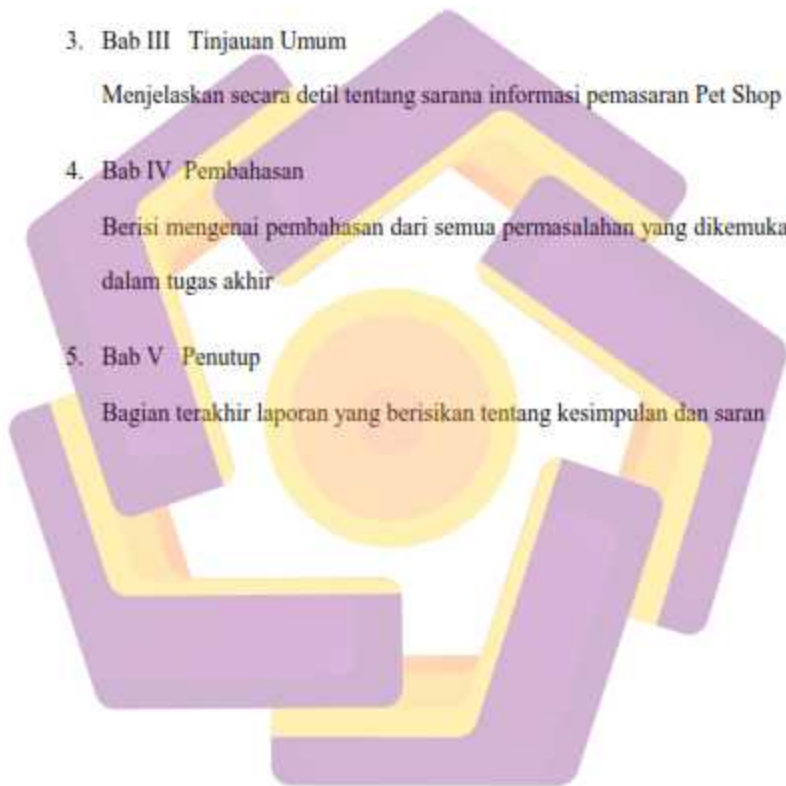 3. Bab III Tinjauan Umum
Menjelaskan secara detil tentang sarana informasi pemasaran Pet Shop
4. Bab IV Pembahasan
Berisi mengenai pembahasan dari semua permasalahan yang dikemuka
dalam tugas akhir
5. Bab V Penutup
Bagian terakhir laporan yang berisikan tentang kesimpulan dan saran